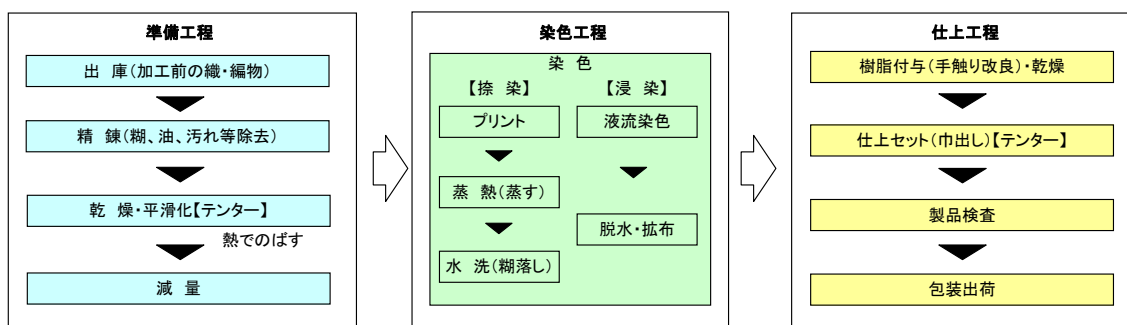 準備工程
出 庫(加工前の織・編物)
精 錬(糊、油、汚れ等除去)
乾 燥・平滑化【テンター】
熱でのばす
減 量
染色工程
染 色
【捺 染】
プリント
蒸 熱(蒸す)
水 洗(糊落し)
【浸 染】
液流染色
脱水・拡布
仕上工程
樹脂付与(手触り改良)・乾燥
仕上セット(巾出し)【テンター】
製品検査
包装出荷